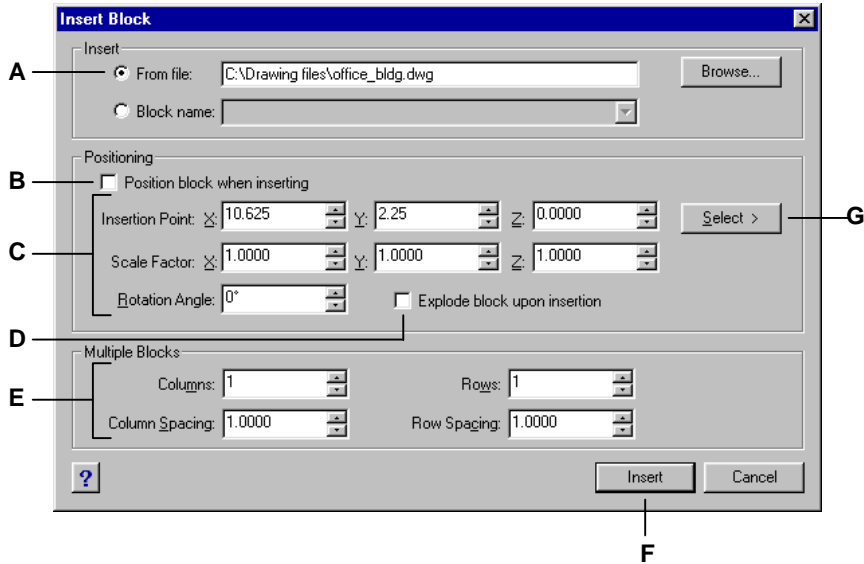 Insert Block
Insert
A
From file: C:\Drawing files\office_bldg.dwg Browse...
Block name:
Positioning
B
Position block when inserting
Insertion Point: X: 10.625 Y: 2.25 Z: 0.0000 Select > G
C
Scale Factor: X: 1.0000 Y: 1.0000 Z: 1.0000
Rotation Angle: 0° Explode block upon insertion
D
Multiple Blocks
Columns: 1 Rows: 1
E
Column Spacing: 1.0000 Row Spacing: 1.0000
? Insert Cancel
F